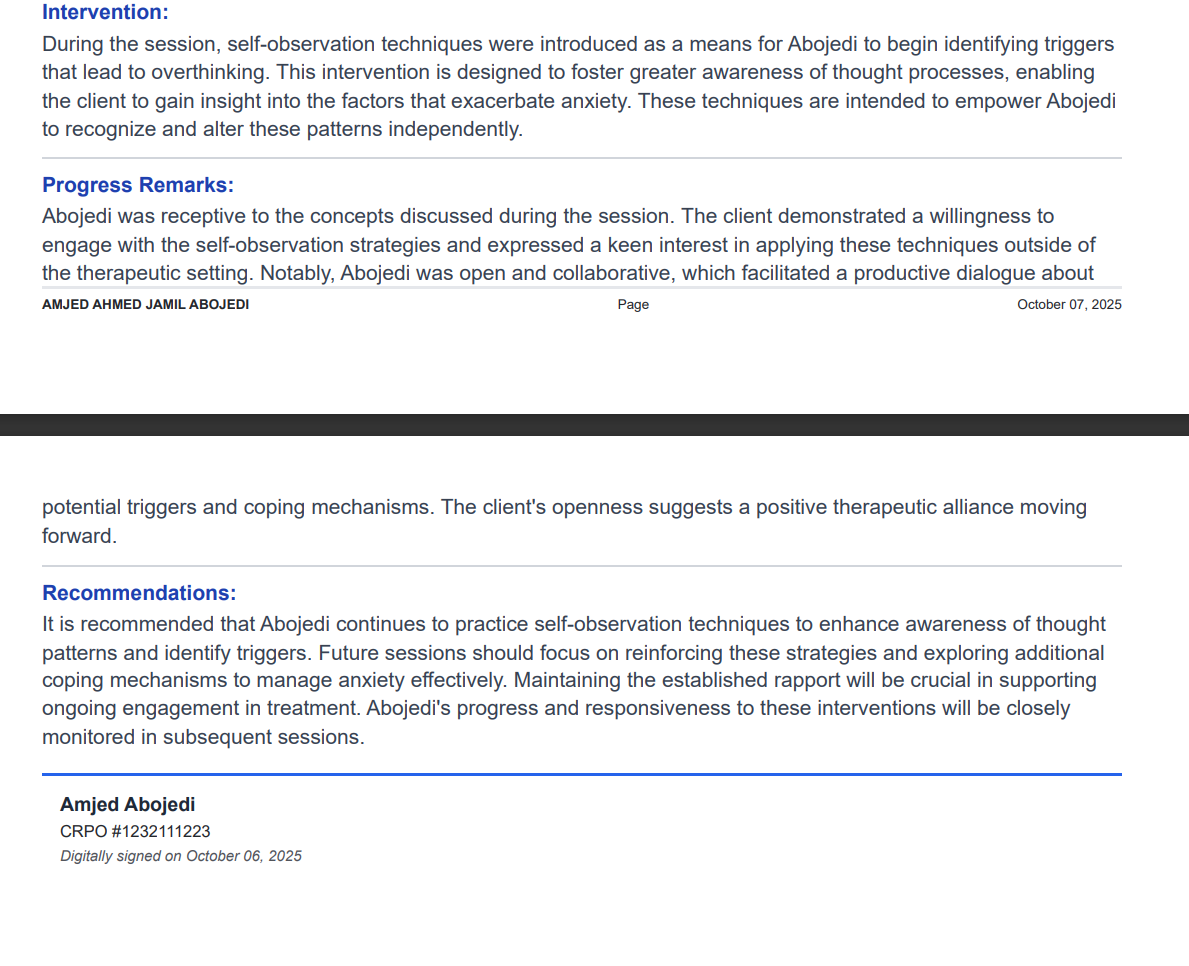 Intervention:
During the session, self-observation techniques were introduced as a means for Abojedi to begin identifying triggers
that lead to overthinking. This intervention is designed to foster greater awareness of thought processes, enabling
the client to gain insight into the factors that exacerbate anxiety. These techniques are intended to empower Abojedi
to recognize and alter these patterns independently.
Progress Remarks:
Abojedi was receptive to the concepts discussed during the session. The client demonstrated a willingness to
engage with the self-observation strategies and expressed a keen interest in applying these techniques outside of
the therapeutic setting. Notably, Abojedi was open and collaborative, which facilitated a productive dialogue about
AMJED AHMED JAMIL ABOJEDI Page October 07, 2025
potential triggers and coping mechanisms. The client's openness suggests a positive therapeutic alliance moving
forward.
Recommendations:
It is recommended that Abojedi continues to practice self-observation techniques to enhance awareness of thought
patterns and identify triggers. Future sessions should focus on reinforcing these strategies and exploring additional
coping mechanisms to manage anxiety effectively. Maintaining the established rapport will be crucial in supporting
ongoing engagement in treatment. Abojedi's progress and responsiveness to these interventions will be closely
monitored in subsequent sessions.
Amjed Abojedi
CRPO #1232111223
Digitally signed on October 06, 2025